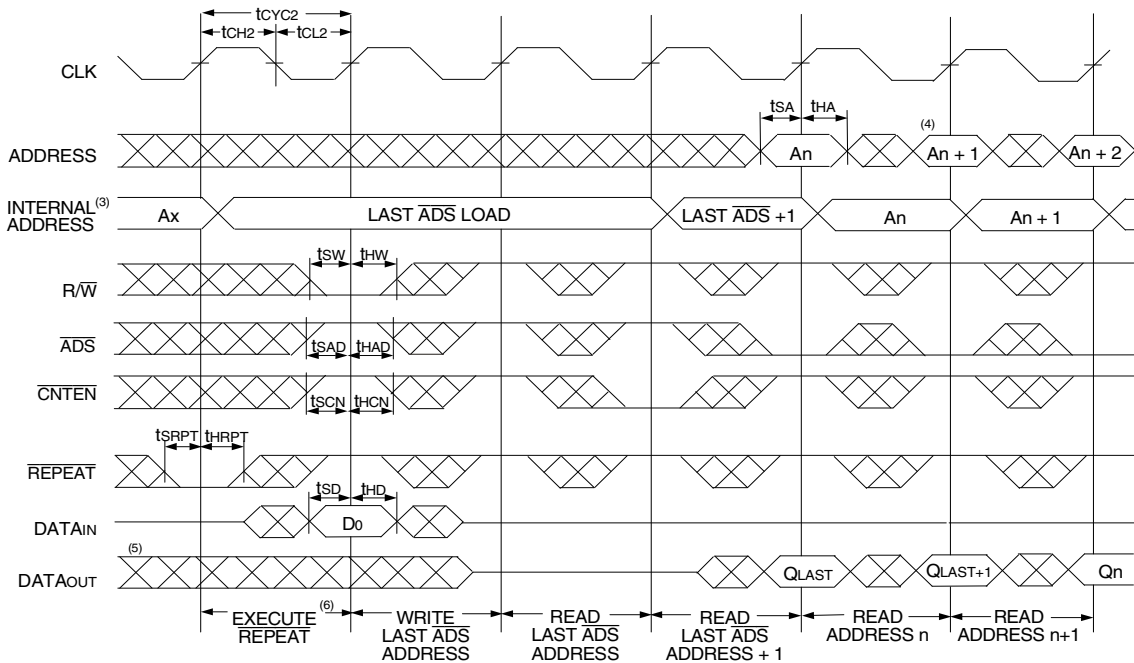 tCYC2
tCH2 tCL2
CLK
tSA tHA
ADDRESS An (4) An + 1 An + 2
INTERNAL(3) ADDRESS Ax LAST ADS LOAD LAST ADS +1 An An + 1
tSW tHW
R/W
ADS
tSAD tHAD
CNTEN
tSCN tHCN
tSRPT tHRPT
REPEAT
tSD tHD
DATAIN D0
(5)
DATAOUT QLAST QLAST+1 Qn
EXECUTE(6)
REPEAT
WRITE
LAST ADS
ADDRESS
READ
LAST ADS
ADDRESS
READ
LAST ADS
ADDRESS + 1
READ
ADDRESS n
READ
ADDRESS n+1